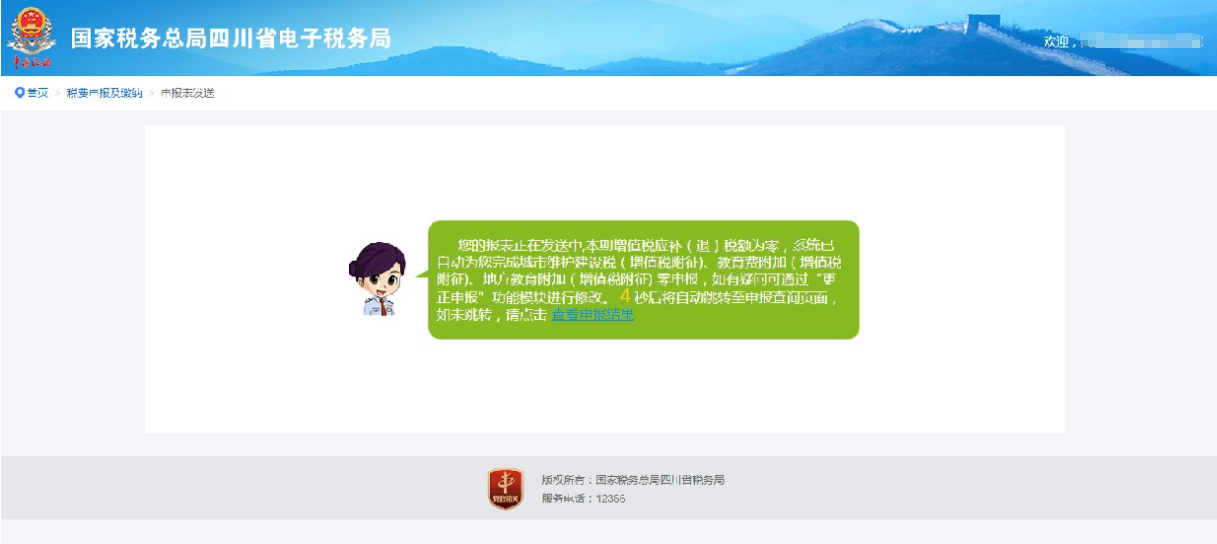 国家税务总局四川省电子税务局
欢迎，
中国税务
首页 > 税费申报及缴纳 > 申报表发送
您的报表正在发送中,本期增值税应补（退）税额为零，系统已
自动为您完成城市维护建设税（增值税附征)、教育费附加（增值税
附征)、地方教育附加（增值税附征) 零申报，如有疑问可通过“更
正申报”功能模块进行修改。 4 秒后将自动跳转至申报查询页面，
如未跳转，请点击 查看申报结果
党政机关
版权所有：国家税务总局四川省税务局
服务电话：12366